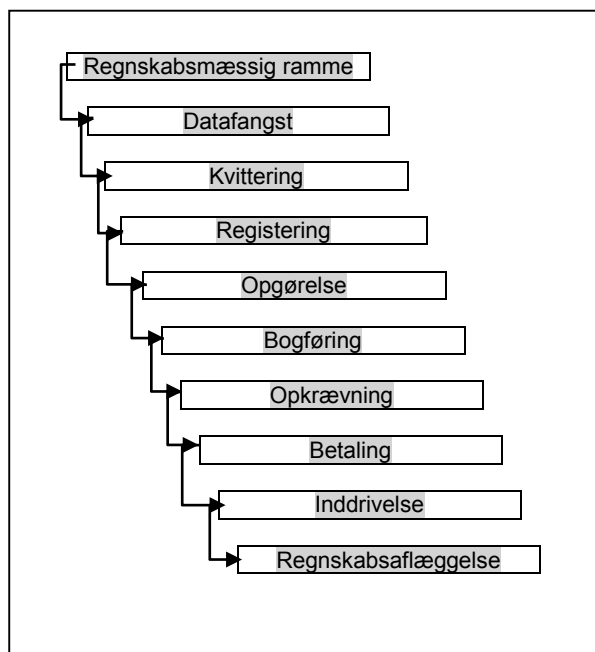 Regnskabsmæssig ramme
Datafangst
Kvittering
Registering
Opgørelse
Bogføring
Opkrævning
Betaling
Inddrivelse
Regnskabsaflæggelse